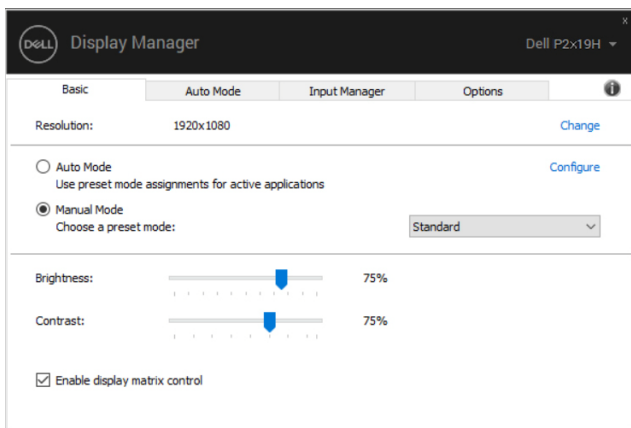 x
DELL Display Manager Dell P2x19H
Basic Auto Mode Input Manager Options i
Resolution: 1920x1080 Change
Auto Mode Configure
Use preset mode assignments for active applications
Manual Mode
Choose a preset mode: Standard
Brightness: 75%
Contrast: 75%
Enable display matrix control